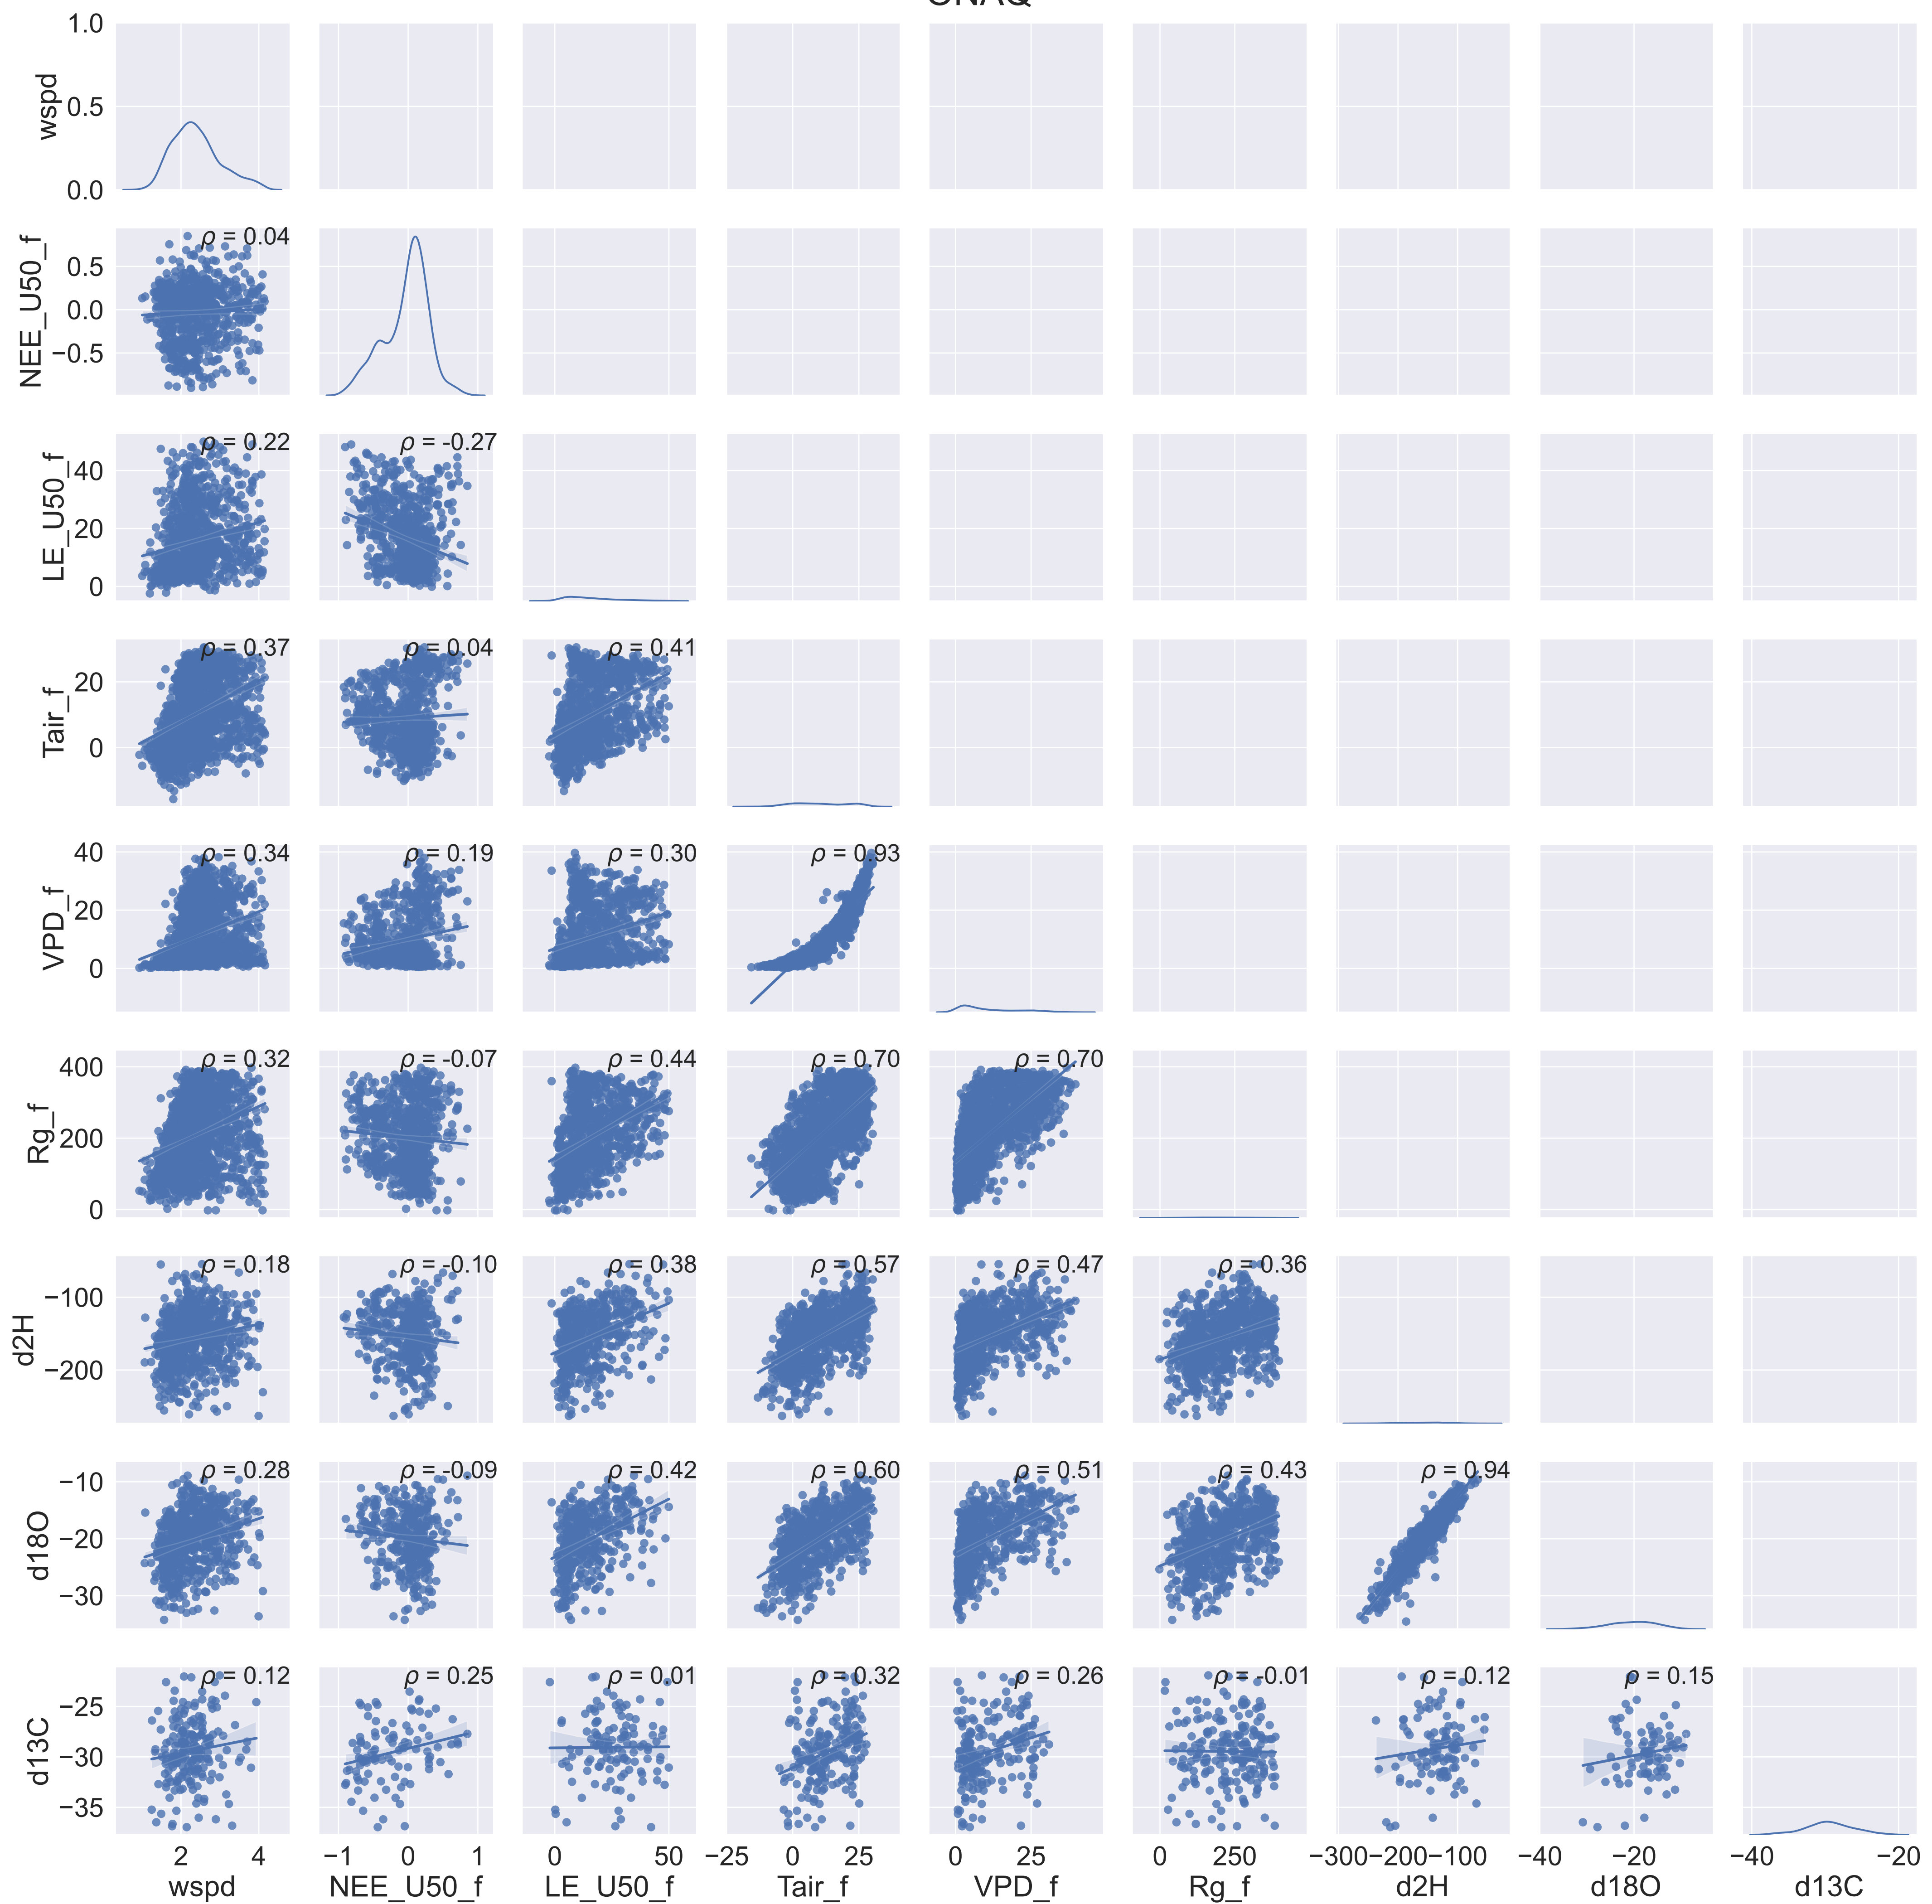 ONAQ
1.0
0.5
0.0
wspd
ρ = 0.04
0.5
0.0
−0.5
NEE_U50_f
ρ = 0.22 ρ = -0.27
40
20
0
LE_U50_f
ρ = 0.37 ρ = 0.04 ρ = 0.41
20
0
Tair_f
ρ = 0.34 ρ = 0.19 ρ = 0.30 ρ = 0.93
40
20
0
VPD_f
ρ = 0.32 ρ = -0.07 ρ = 0.44 ρ = 0.70 ρ = 0.70
400
200
0
Rg_f
ρ = 0.18 ρ = -0.10 ρ = 0.38 ρ = 0.57 ρ = 0.47 ρ = 0.36
−100
−200
d2H
ρ = 0.28 ρ = -0.09 ρ = 0.42 ρ = 0.60 ρ = 0.51 ρ = 0.43 ρ = 0.94
−10
−20
−30
d18O
ρ = 0.12 ρ = 0.25 ρ = 0.01 ρ = 0.32 ρ = 0.26 ρ = -0.01 ρ = 0.12 ρ = 0.15
−25
−30
−35
d13C
2 4 −1 0 1 0 50 −25 0 25 0 25 0 250 −300 −200 −100 −40 −20 −40 −20
wspd NEE_U50_f LE_U50_f Tair_f VPD_f Rg_f d2H d18O d13C